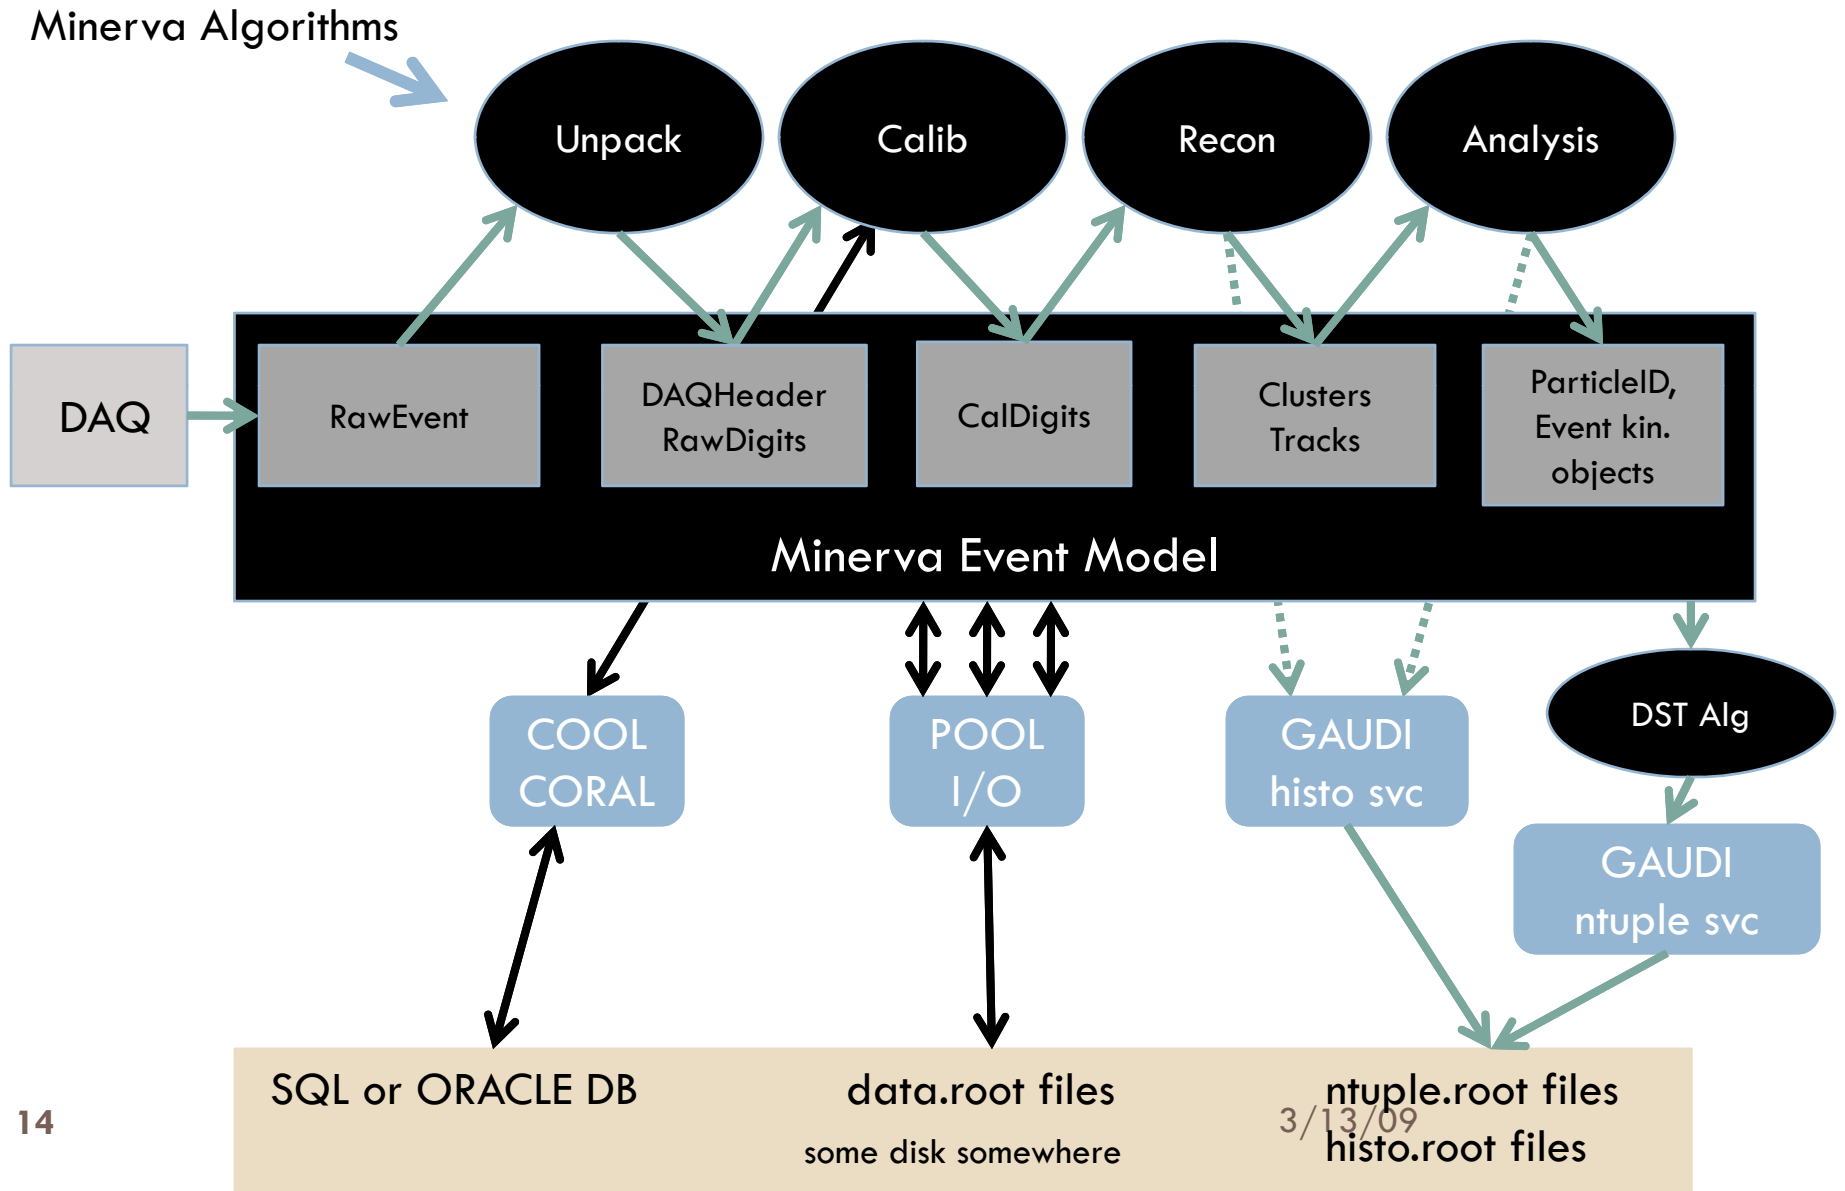 Minerva Algorithms
Unpack
Calib
Recon
Analysis
DAQ
RawEvent
DAQHeader
RawDigits
CalDigits
Clusters
Tracks
ParticleID,
Event kin.
objects
Minerva Event Model
COOL
CORAL
POOL
I/O
GAUDI
histo svc
DST Alg
GAUDI
ntuple svc
SQL or ORACLE DB
data.root files
some disk somewhere
ntuple.root files
histo.root files
14
3/13/09